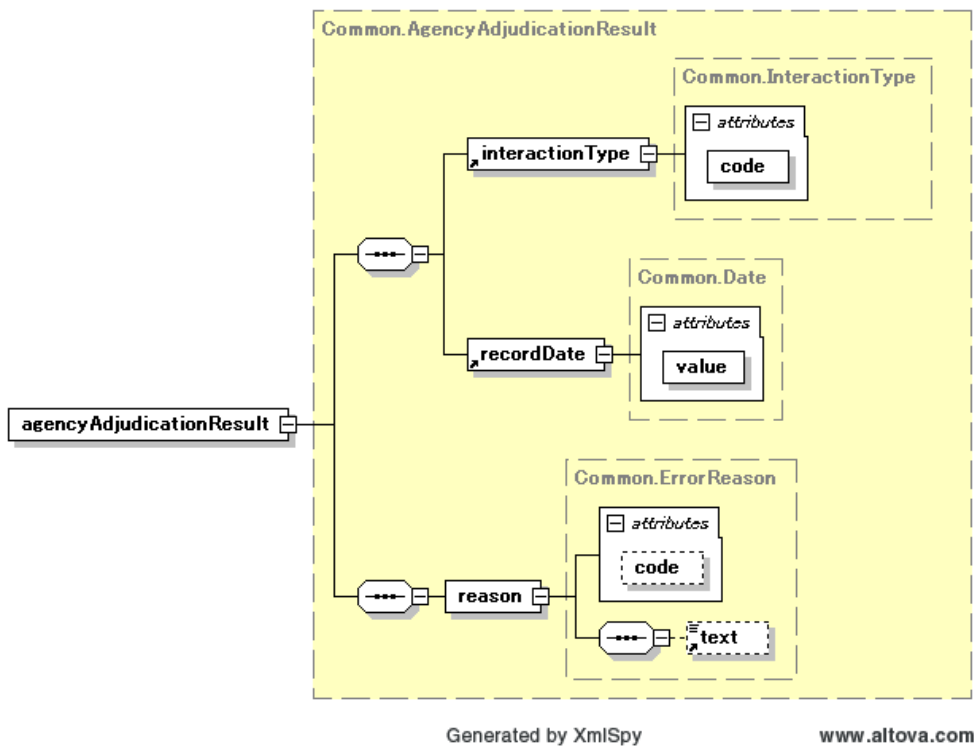 Common.AgencyAdjudicationResult
Common.InteractionType
attributes
interactionType
code
Common.Date
attributes
recordDate
value
agencyAdjudicationResult
Common.ErrorReason
attributes
code
reason
text
Generated by XmlSpy
www.altova.com